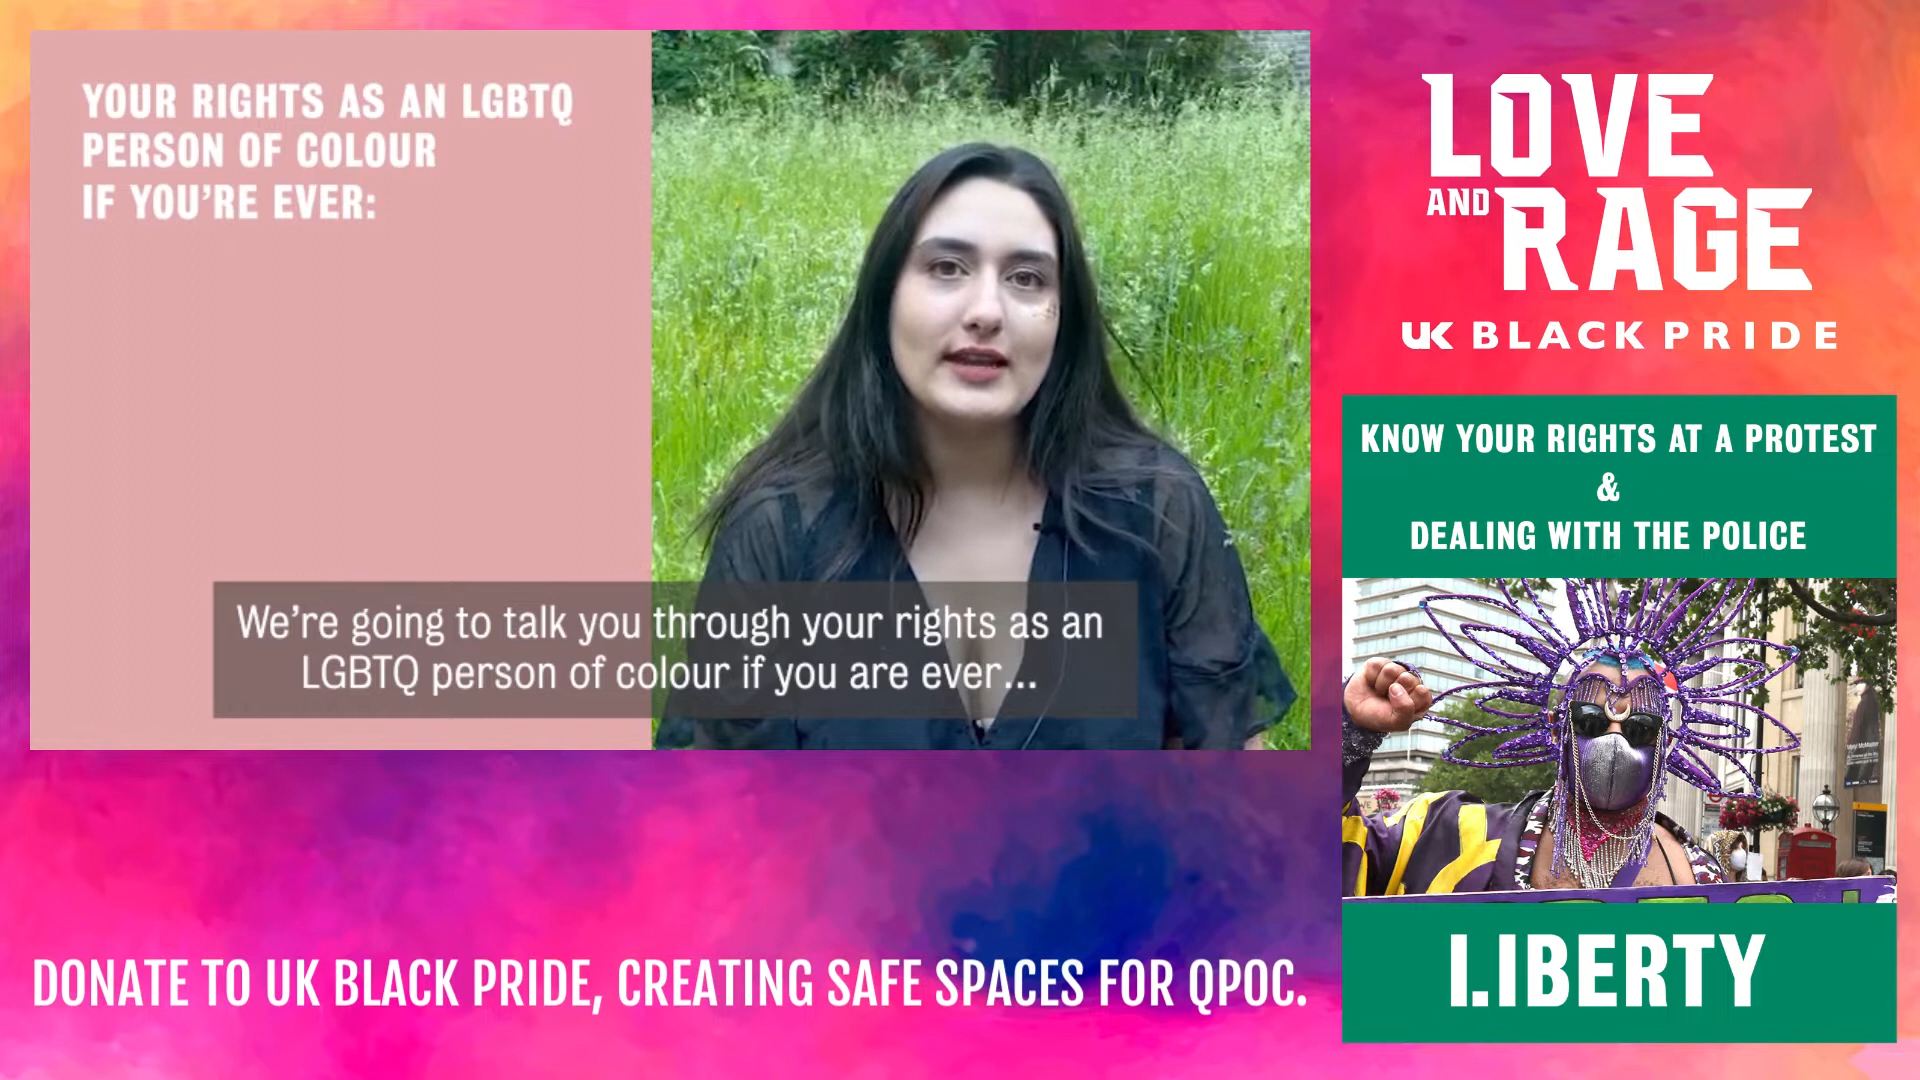 YOUR RIGHTS AS AN LGBTQ
PERSON OF COLOUR
IF YOU'RE EVER:
We're going to talk you through your rights as an
LGBTQ person of colour if you are ever...
LOVE
AND
RAGE
UK BLACK PRIDE
KNOW YOUR RIGHTS AT A PROTEST
&
DEALING WITH THE POLICE
LIBERTY
DONATE TO UK BLACK PRIDE, CREATING SAFE SPACES FOR QPOC.